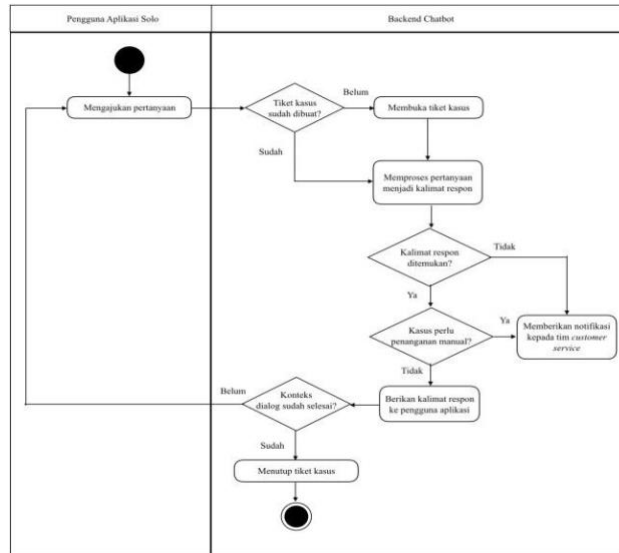 Pengguna Aplikasi Solo
Backend Chatbot
Mengajukan pertanyaan
Tiket kasus
sudah dibuat?
Belum
Membuka tiket kasus
Sudah
Memproses pertanyaan
menjadi kalimat respon
Kalimat respon
ditemukan?
Tidak
Ya
Kasus perlu
penanganan manual?
Ya
Memberikan notifikasi
kepada tim customer
service
Tidak
Berikan kalimat respon
ke pengguna aplikasi
Konteks
dialog sudah selesai?
Belum
Sudah
Menutup tiket kasus